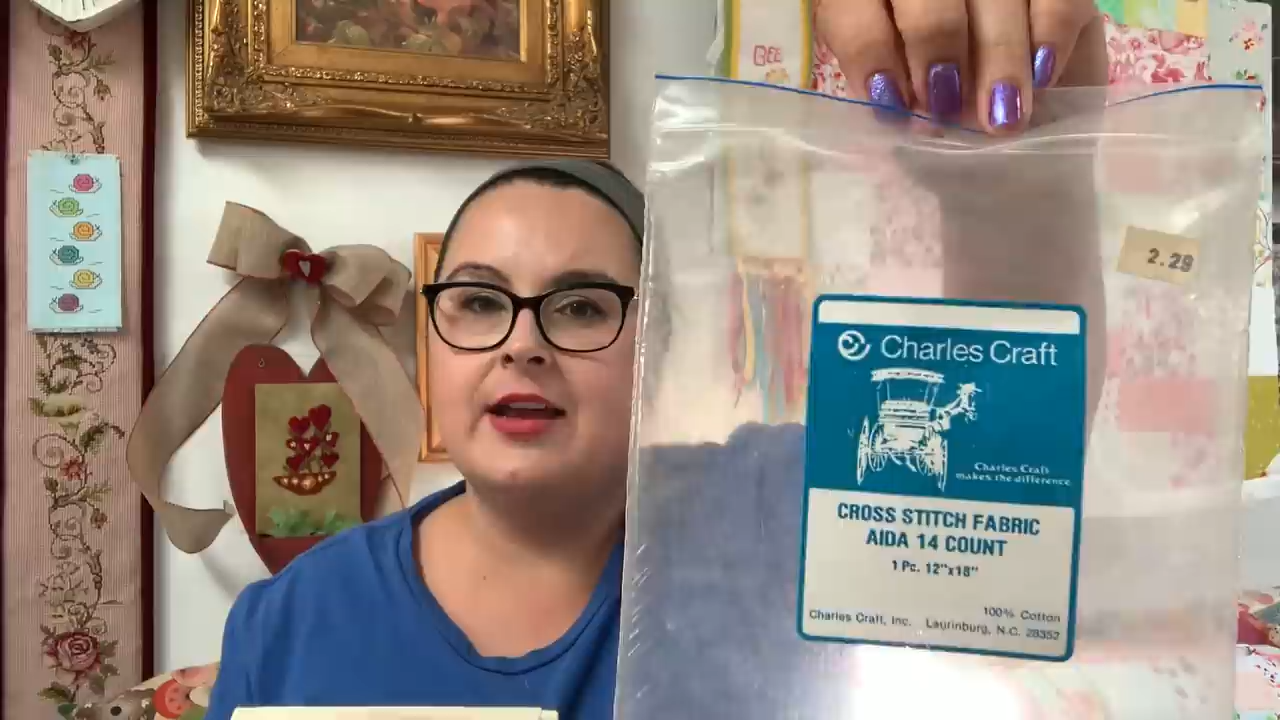 BEE
2.29
Charles Craft
Charles Craft
makes the difference
CROSS STITCH FABRIC
AIDA 14 COUNT
1 Pc. 12"x18"
100% Cotton
Charles Craft, Inc. Laurinburg, N.C. 28352